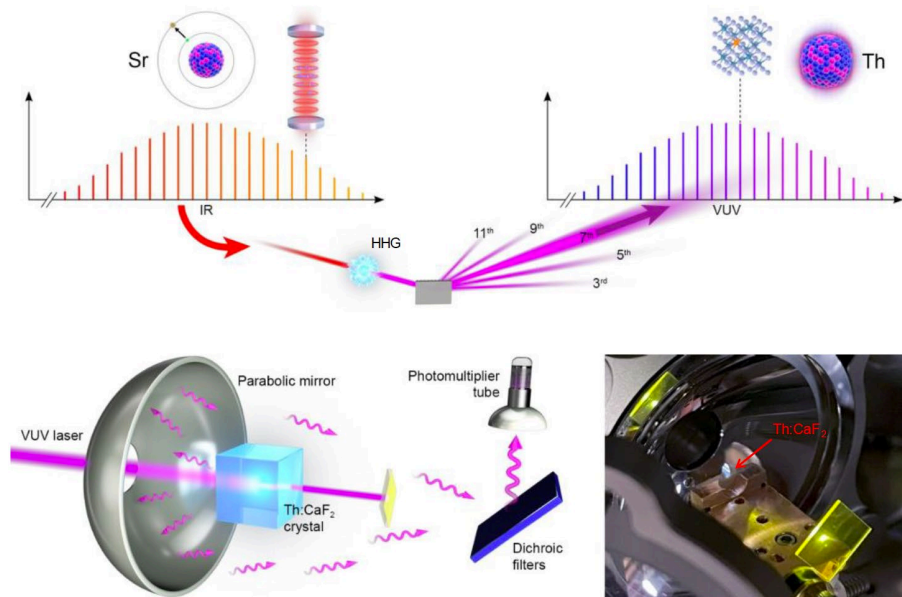 Sr
Th
IR
VUV
HHG
11th
9th
7th
5th
3rd
Parabolic mirror
Photomultiplier
tube
VUV laser
Th:CaF2
Th:CaF2
crystal
Dichroic
filters